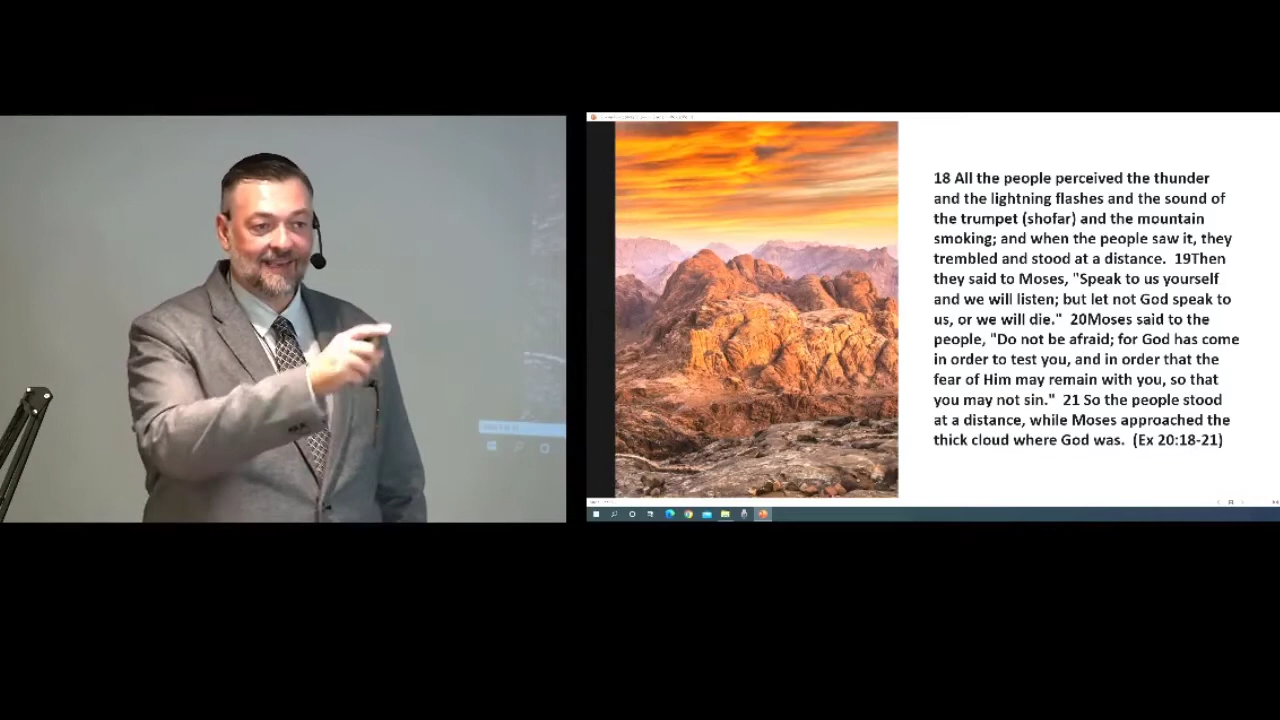 18 All the people perceived the thunder
and the lightning flashes and the sound of
the trumpet (shofar) and the mountain
smoking; and when the people saw it, they
trembled and stood at a distance.  19Then
they said to Moses, "Speak to us yourself
and we will listen; but let not God speak to
us, or we will die."  20Moses said to the
people, "Do not be afraid; for God has come
in order to test you, and in order that the
fear of Him may remain with you, so that
you may not sin."  21 So the people stood
at a distance, while Moses approached the
thick cloud where God was.  (Ex 20:18-21)